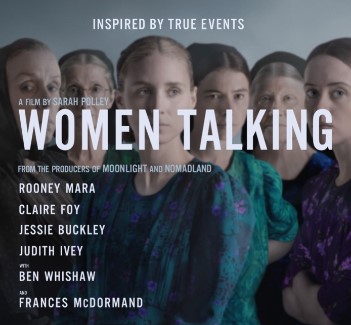 INSPIRED BY TRUE EVENTS
A FILM BY SARAH POLLEY
WOMEN TALKING
FROM THE PRODUCERS OF MOONLIGHT AND NOMADLAND
ROONEY MARA
CLAIRE FOY
JESSIE BUCKLEY
JUDITH IVEY
WITH
BEN WHISHAW
AND
FRANCES McDORMAND